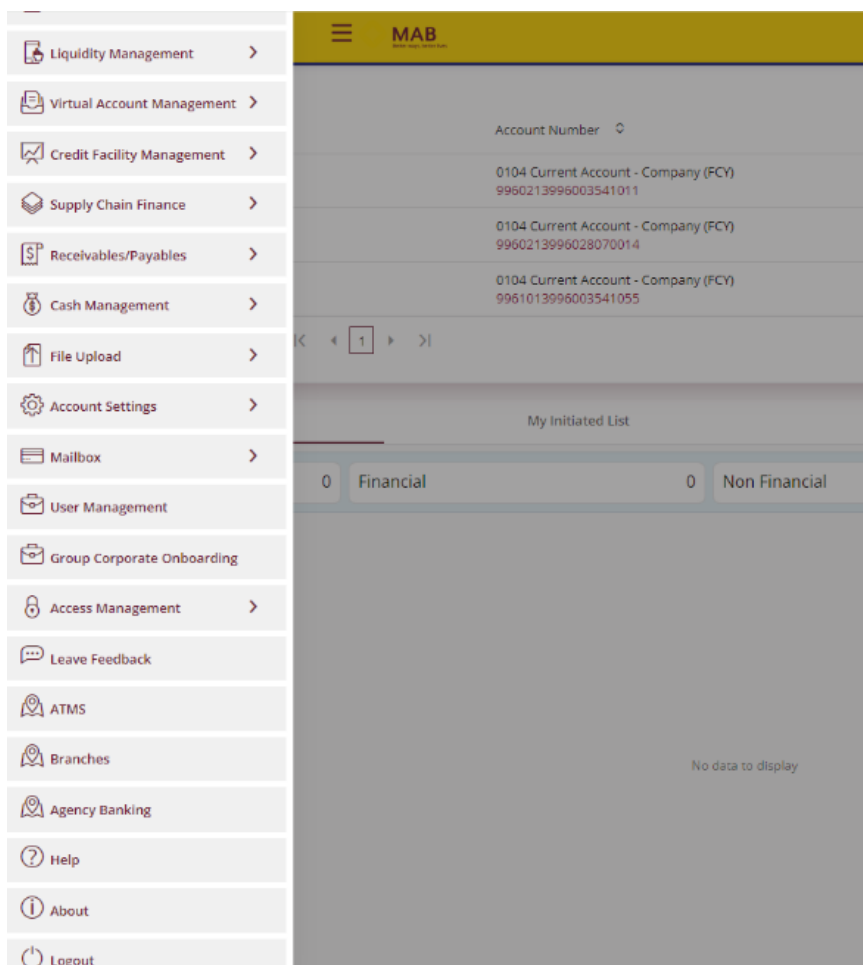 Liquidity Management
Virtual Account Management
Credit Facility Management
Supply Chain Finance
Receivables/Payables
Cash Management
File Upload
Account Settings
Mailbox
User Management
Group Corporate Onboarding
Access Management
Leave Feedback
ATMS
Branches
Agency Banking
Help
About
Logout
MAB
Account Number
0104 Current Account - Company (FCY)
9960213996003541011
0104 Current Account - Company (FCY)
9960213996028070014
0104 Current Account - Company (FCY)
9961013996003541055
1
My Initiated List
0 Financial 0 Non Financial
No data to display